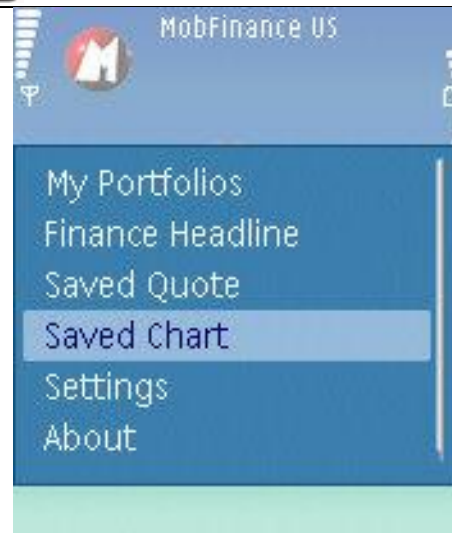 MobFinance US
My Portfolios
Finance Headline
Saved Quote
Saved Chart
Settings
About